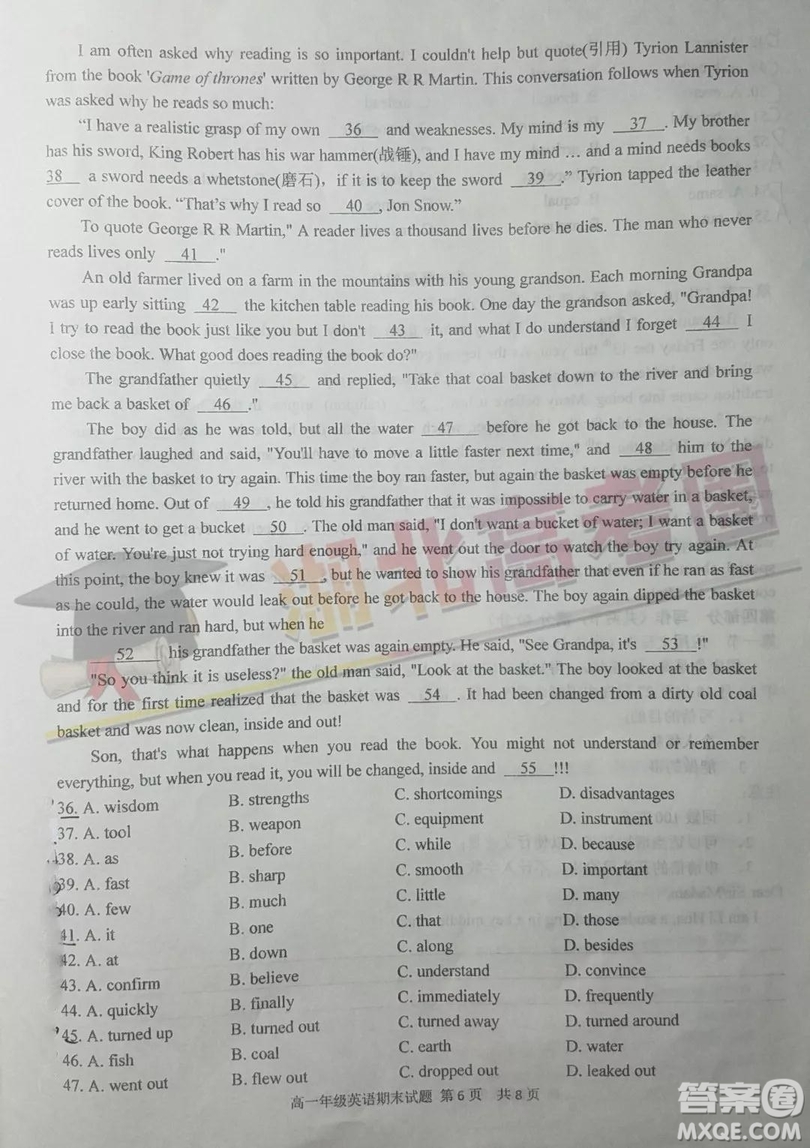 I am often asked why reading is so important. I couldn't help but quote(引用) Tyrion Lannister
from the book 'Game of thrones' written by George R R Martin. This conversation follows when Tyrion
was asked why he reads so much:
“I have a realistic grasp of my own 36 and weaknesses. My mind is my 37. My brother
has his sword, King Robert has his war hammer(战锤), and I have my mind … and a mind needs books
38 a sword needs a whetstone(磨石), if it is to keep the sword 39.” Tyrion tapped the leather
cover of the book. “That’s why I read so 40, Jon Snow.”
To quote George R R Martin," A reader lives a thousand lives before he dies. The man who never
reads lives only 41."
An old farmer lived on a farm in the mountains with his young grandson. Each morning Grandpa
was up early sitting 42 the kitchen table reading his book. One day the grandson asked, "Grandpa!
I try to read the book just like you but I don't 43 it, and what I do understand I forget 44 I
close the book. What good does reading the book do?"
The grandfather quietly 45 and replied, "Take that coal basket down to the river and bring
me back a basket of 46."
The boy did as he was told, but all the water 47 before he got back to the house. The
grandfather laughed and said, "You'll have to move a little faster next time," and 48 him to the
river with the basket to try again. This time the boy ran faster, but again the basket was empty before he
returned home. Out of 49, he told his grandfather that it was impossible to carry water in a basket,
and he went to get a bucket 50. The old man said, "I don't want a bucket of water; I want a basket
of water. You're just not trying hard enough," and he went out the door to watch the boy try again. At
this point, the boy knew it was 51, but he wanted to show his grandfather that even if he ran as fast
as he could, the water would leak out before he got back to the house. The boy again dipped the basket
into the river and ran hard, but when he
52 his grandfather the basket was again empty. He said, "See Grandpa, it's 53!"
"So you think it is useless?" the old man said, "Look at the basket." The boy looked at the basket
and for the first time realized that the basket was 54. It had been changed from a dirty old coal
basket and was now clean, inside and out!
Son, that's what happens when you read the book. You might not understand or remember
everything, but when you read it, you will be changed, inside and 55!!!
36. A. wisdom B. strengths C. shortcomings D. disadvantages
37. A. tool B. weapon C. equipment D. instrument
38. A. as B. before C. while D. because
39. A. fast B. sharp C. smooth D. important
40. A. few B. much C. little D. many
41. A. it B. one C. that D. those
42. A. at B. down C. along D. besides
43. A. confirm B. believe C. understand D. convince
44. A. quickly B. finally C. immediately D. frequently
45. A. turned up B. turned out C. turned away D. turned around
46. A. fish B. coal C. earth D. water
47. A. went out B. flew out C. dropped out D. leaked out
高一年级英语期末试题 第 6 页 共 8 页
湖北高考圈
答案圈
MXQE.COM